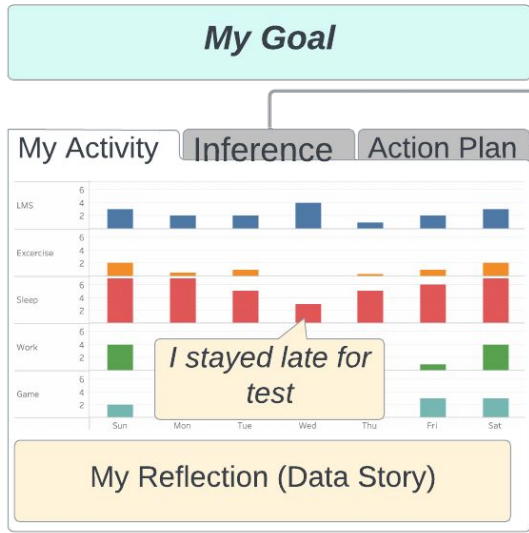 My Goal
My Activity
Inference
Action Plan
LMS
6
4
2
Excercise
6
4
2
Sleep
6
4
2
Work
6
4
2
Game
6
4
2
I stayed late for
test
Sun Mon Tue Wed Thu Fri Sat
My Reflection (Data Story)